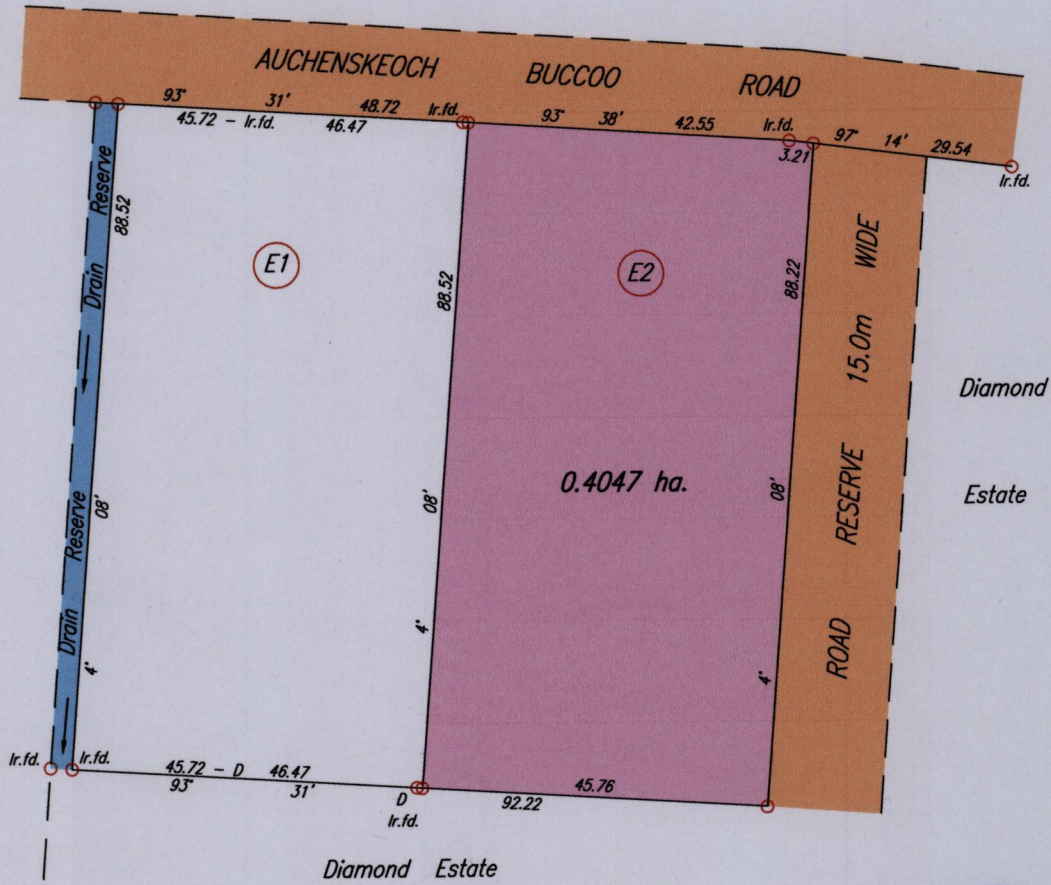 AUCHENSKEOCH BUCCOO ROAD
93° 31' 48.72 Ir.fd. 93° 38' 42.55 Ir.fd. 97° 14' 29.54
45.72 - Ir.fd. 46.47 3.21
Ir.fd.
Drain Reserve
88.52
E1
88.52
E2
88.22
ROAD RESERVE 15.0m WIDE
Diamond
Estate
0.4047 ha.
08'
08'
08'
Drain Reserve
4°
4°
4°
Ir.fd. Ir.fd.
45.72 - D 46.47 45.76
93° 31' D 92.22
Ir.fd.
Diamond Estate